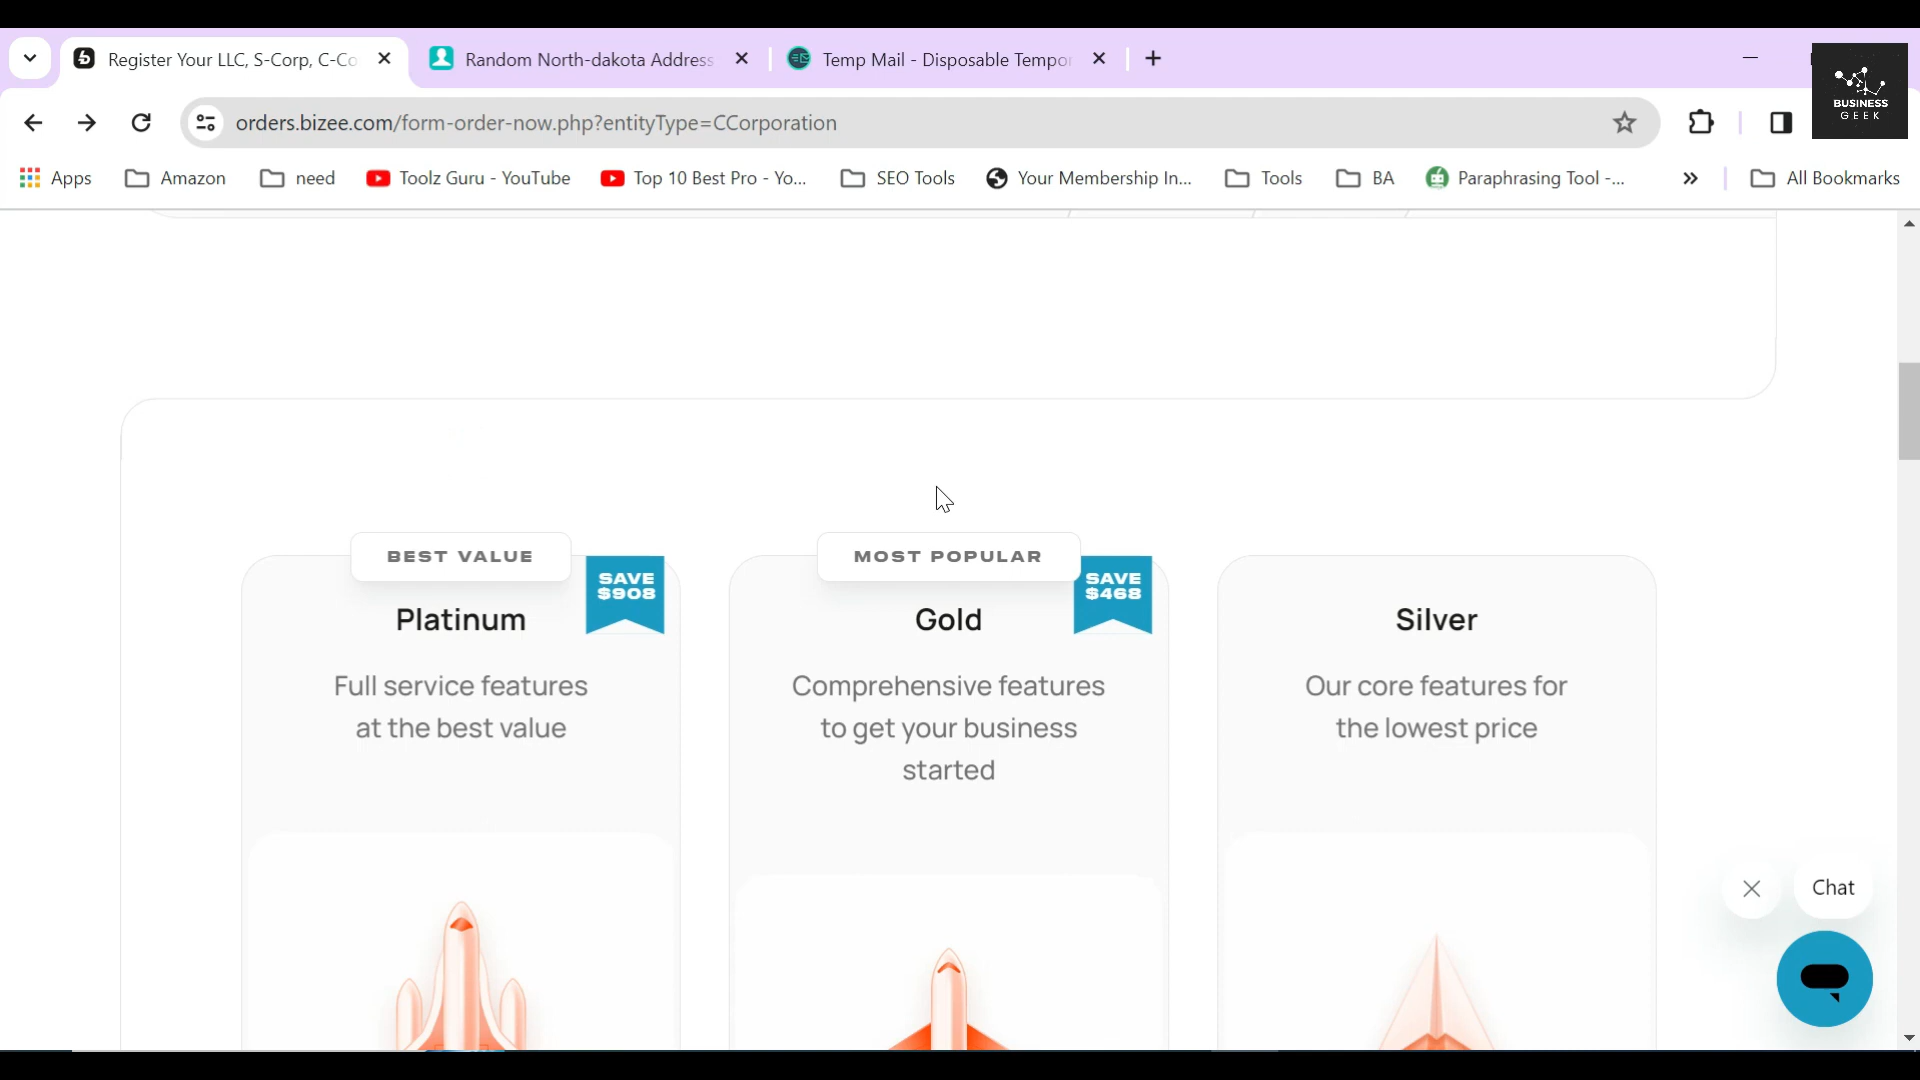 Register Your LLC, S-Corp, C-Co
Random North-dakota Address
Temp Mail - Disposable Tempo
BUSINESS
GEEK
orders.bizee.com/form-order-now.php?entityType=CCorporation
Apps
Amazon
need
Toolz Guru - YouTube
Top 10 Best Pro - Yo...
SEO Tools
Your Membership In...
Tools
BA
Paraphrasing Tool -...
All Bookmarks
BEST VALUE
SAVE
$908
Platinum
Full service features
at the best value
MOST POPULAR
SAVE
$468
Gold
Comprehensive features
to get your business
started
Silver
Our core features for
the lowest price
Chat